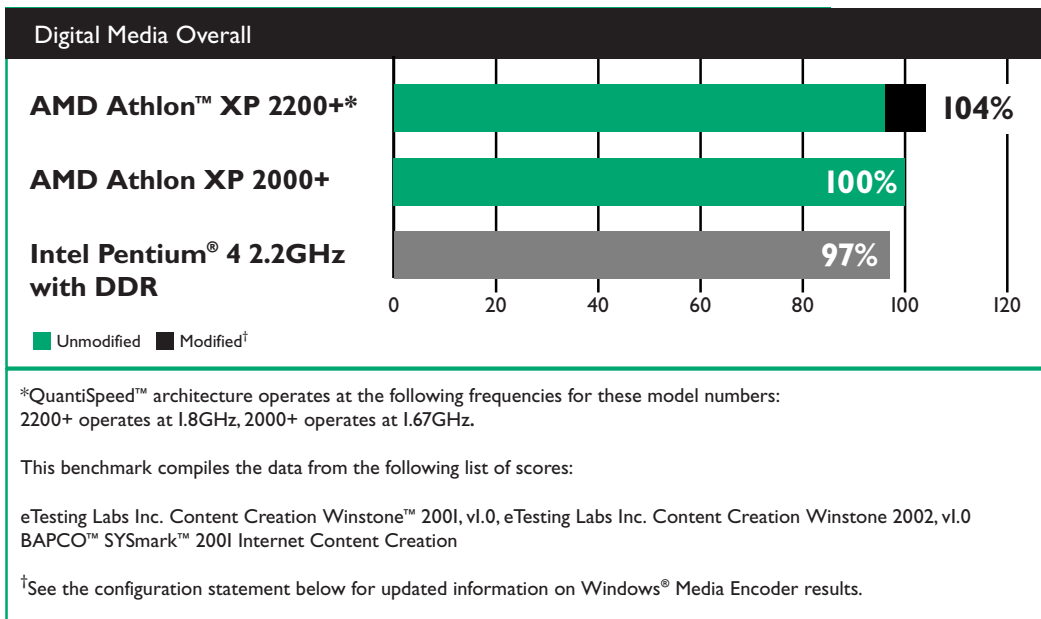 Digital Media Overall
AMD Athlon™ XP 2200+*
104%
AMD Athlon XP 2000+
100%
Intel Pentium® 4 2.2GHz
with DDR
97%
0 20 40 60 80 100 120
Unmodified Modified†
*QuantiSpeed™ architecture operates at the following frequencies for these model numbers:
2200+ operates at 1.8GHz, 2000+ operates at 1.67GHz.
This benchmark compiles the data from the following list of scores:
eTesting Labs Inc. Content Creation Winstone™ 2001, v1.0, eTesting Labs Inc. Content Creation Winstone 2002, v1.0
BAPCO™ SYSmark™ 2001 Internet Content Creation
†See the configuration statement below for updated information on Windows® Media Encoder results.